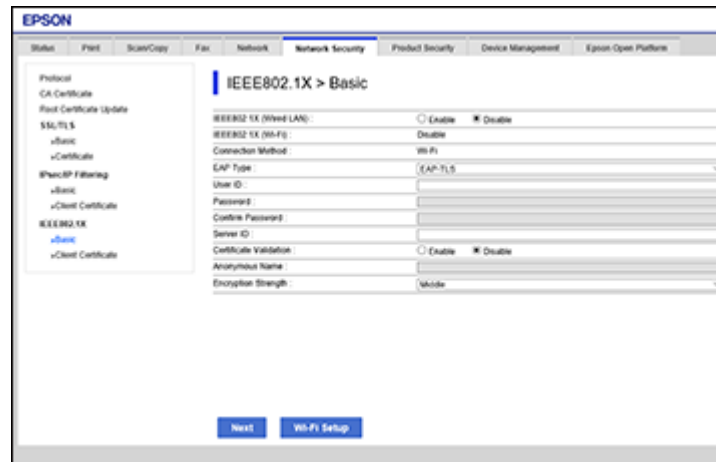 EPSON
Status Print Scan/Copy Fax Network Network Security Product Security Device Management Epson Open Platform
Protocol
CA Certificate
Root Certificate Update
SSL/TLS
»Basic
»Certificate
IPsec/IP Filtering
»Basic
»Client Certificate
IEEE802.1X
»Basic
»Client Certificate
IEEE802.1X > Basic
IEEE802.1X (Wired LAN) : Enable Disable
IEEE802.1X (Wi-Fi) : Disable
Connection Method : Wi-Fi
EAP Type : EAP-TLS
User ID :
Password :
Confirm Password :
Server ID :
Certificate Validation : Enable Disable
Anonymous Name :
Encryption Strength : Middle
Next Wi-Fi Setup